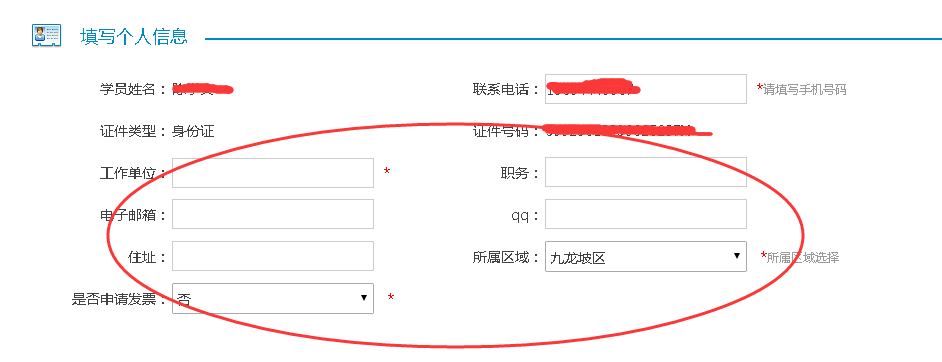 填写个人信息
学员姓名： 联系电话： *请填写手机号码
证件类型：身份证 证件号码：
工作单位： * 职务：
电子邮箱： qq：
住址： 所属区域：九龙坡区 *所属区域选择
是否申请发票：否 *